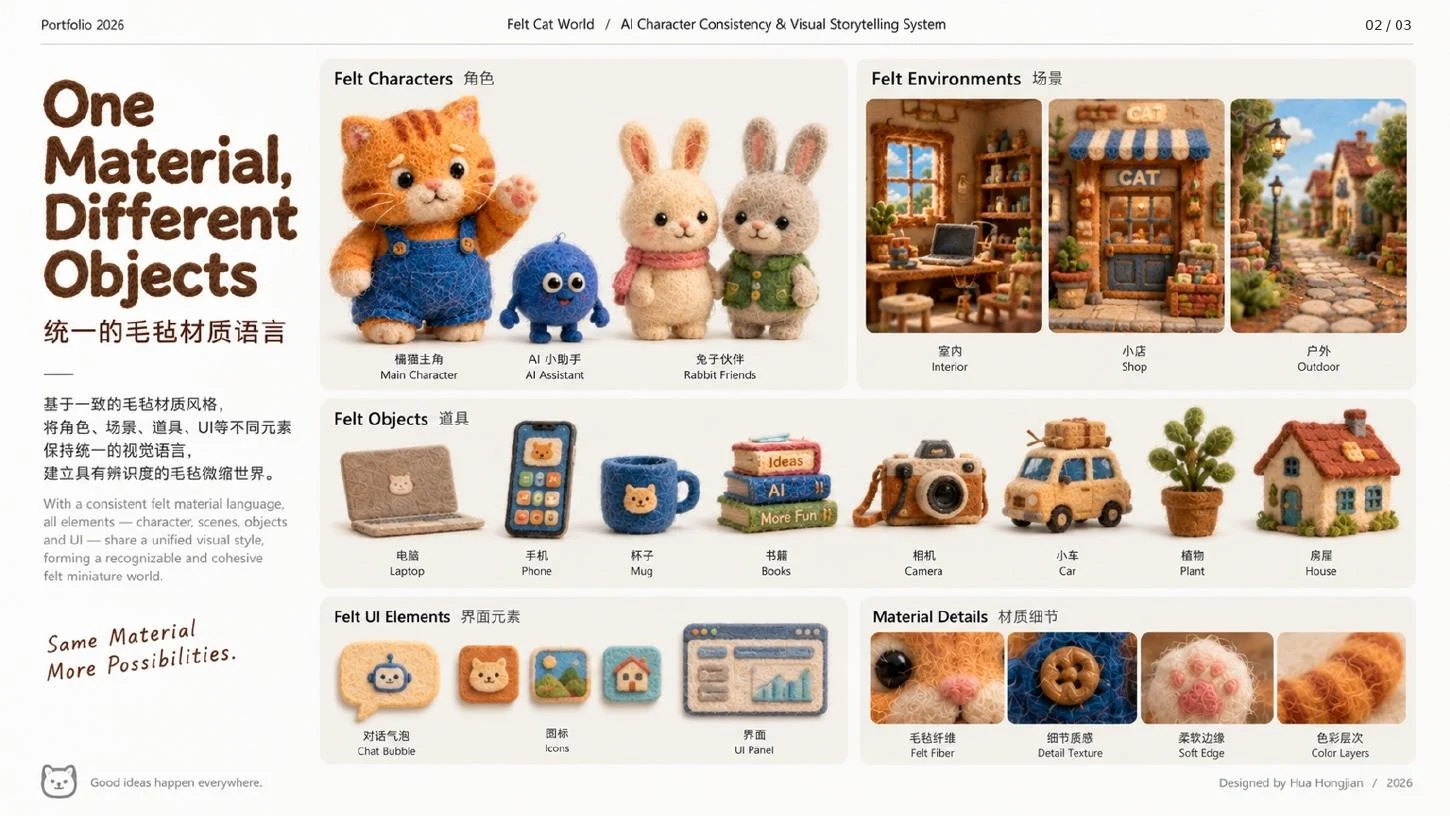 Portfolio 2026
Felt Cat World / AI Character Consistency & Visual Storytelling System
02 / 03
One
Material,
Different
Objects
统一的毛毡材质语言
基于一致的毛毡材质风格,
将角色、场景、道具、UI等不同元素
保持统一的视觉语言,
建立具有辨识度的毛毡微缩世界。
With a consistent felt material language,
all elements — character, scenes, objects
and UI — share a unified visual style,
forming a recognizable and cohesive
felt miniature world.
Same Material
More Possibilities.
Felt Characters 角色
橘猫主角
Main Character
AI 小助手
AI Assistant
兔子伙伴
Rabbit Friends
Felt Environments 场景
CAT
CAT
室内
Interior
小店
Shop
户外
Outdoor
Felt Objects 道具
Ideas
AI
More Fun
电脑
Laptop
手机
Phone
杯子
Mug
书籍
Books
相机
Camera
小车
Car
植物
Plant
房屋
House
Felt UI Elements 界面元素
对话气泡
Chat Bubble
图标
Icons
界面
UI Panel
Material Details 材质细节
毛毡纤维
Felt Fiber
细节质感
Detail Texture
柔软边缘
Soft Edge
色彩层次
Color Layers
Good ideas happen everywhere.
Designed by Hua Hongjian / 2026